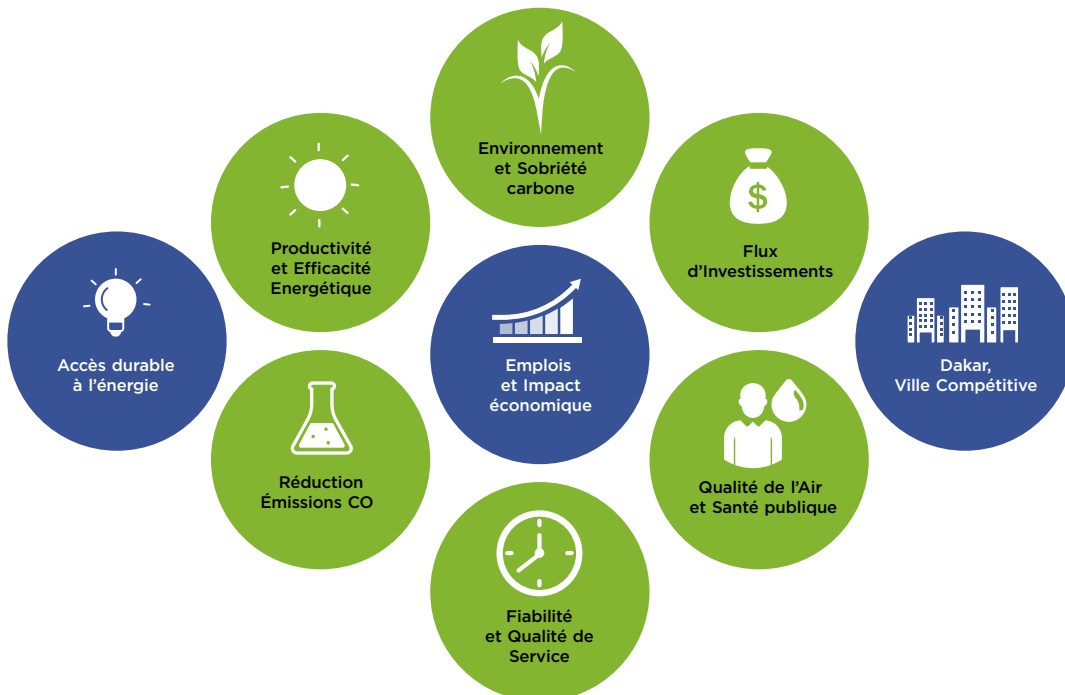 Environnement
et Sobriété
carbone
Productivité
et Efficacité
Energétique
$
Flux
d'Investissements
Accès durable
à l'énergie
Emplois
et Impact
économique
Dakar,
Ville Compétitive
Réduction
Émissions CO
Qualité de l'Air
et Santé publique
Fiabilité
et Qualité de
Service